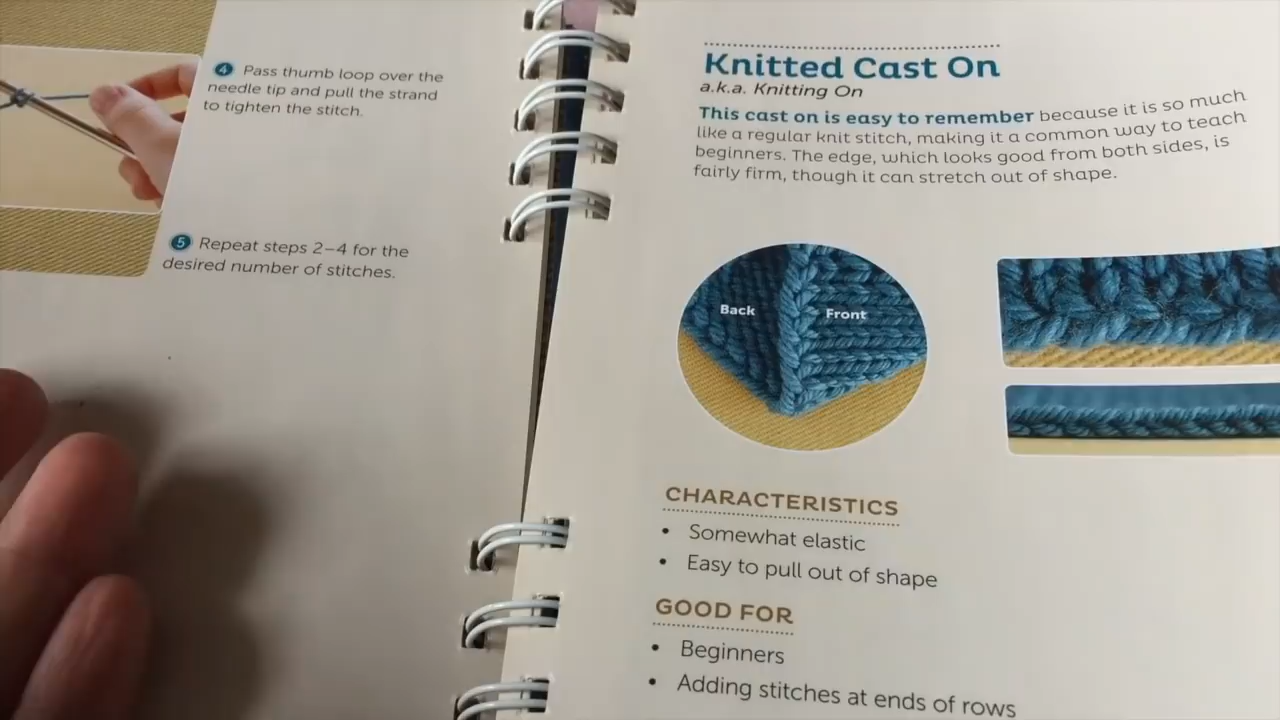 4 Pass thumb loop over the
needle tip and pull the strand
to tighten the stitch.
5 Repeat steps 2–4 for the
desired number of stitches.
Knitted Cast On
a.k.a. Knitting On
This cast on is easy to remember because it is so much
like a regular knit stitch, making it a common way to teach
beginners. The edge, which looks good from both sides, is
fairly firm, though it can stretch out of shape.
Back
Front
CHARACTERISTICS
• Somewhat elastic
• Easy to pull out of shape
GOOD FOR
• Beginners
• Adding stitches at ends of rows